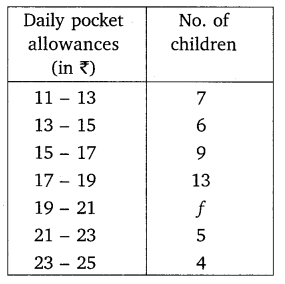 Daily pocket No. of
allowances children
(in ₹)
11 – 13 7
13 – 15 6
15 – 17 9
17 – 19 13
19 – 21 f
21 – 23 5
23 – 25 4